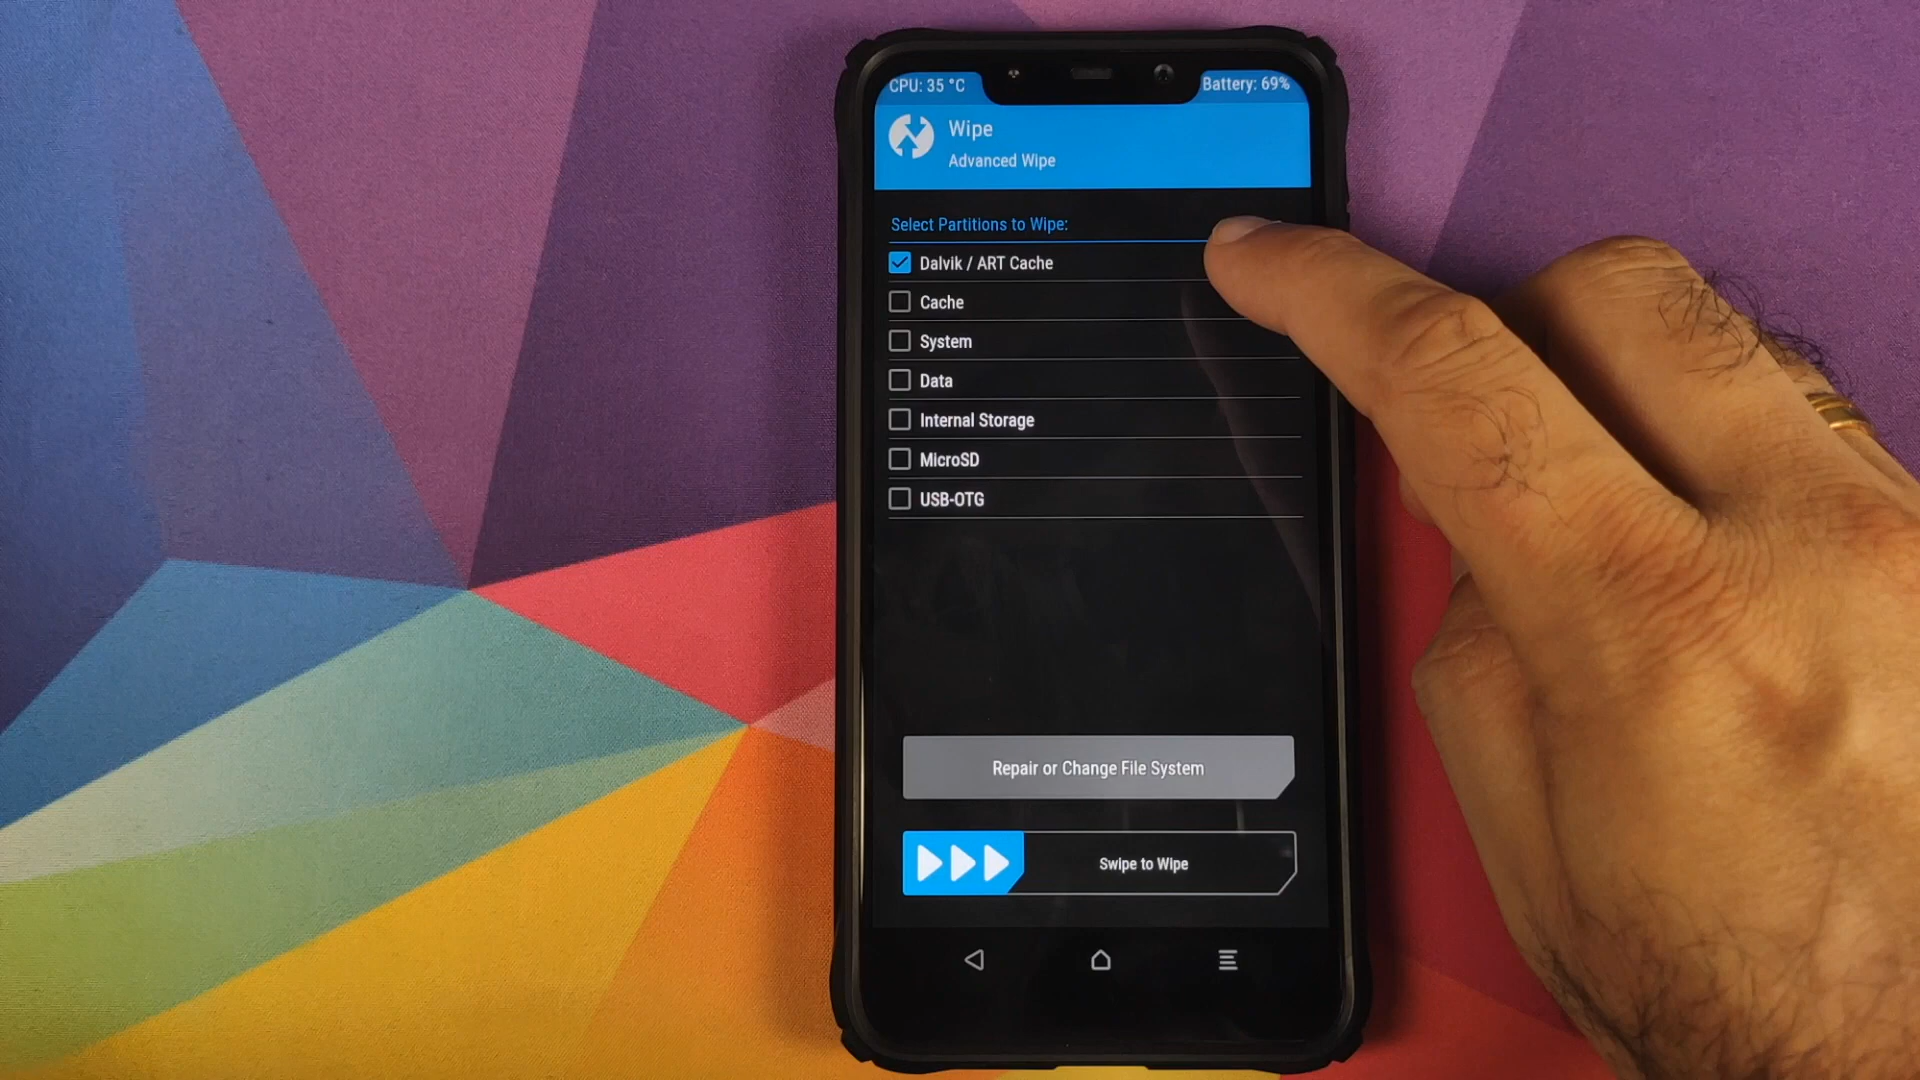 CPU: 35 °C
Battery: 69%
Wipe
Advanced Wipe
Select Partitions to Wipe:
Dalvik / ART Cache
Cache
System
Data
Internal Storage
MicroSD
USB-OTG
Repair or Change File System
Swipe to Wipe